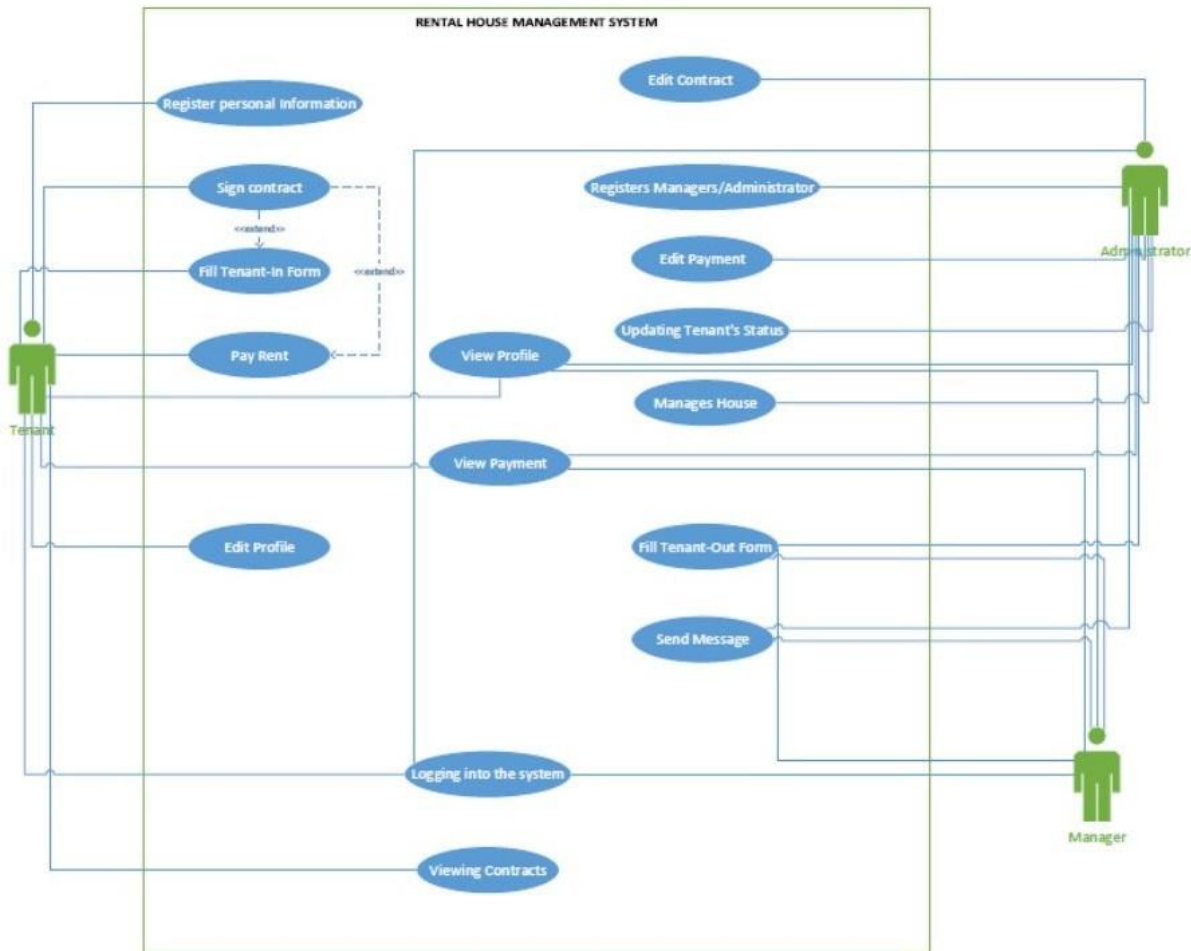 RENTAL HOUSE MANAGEMENT SYSTEM
Edit Contract
Register personal Information
Sign contract
Registers Managers/Administrator
<<extend>>
Administrator
Edit Payment
Fill Tenant-In Form
<<extend>>
Updating Tenant's Status
Pay Rent
View Profile
Manages House
Tenant
View Payment
Edit Profile
Fill Tenant-Out Form
Send Message
Logging into the system
Manager
Viewing Contracts